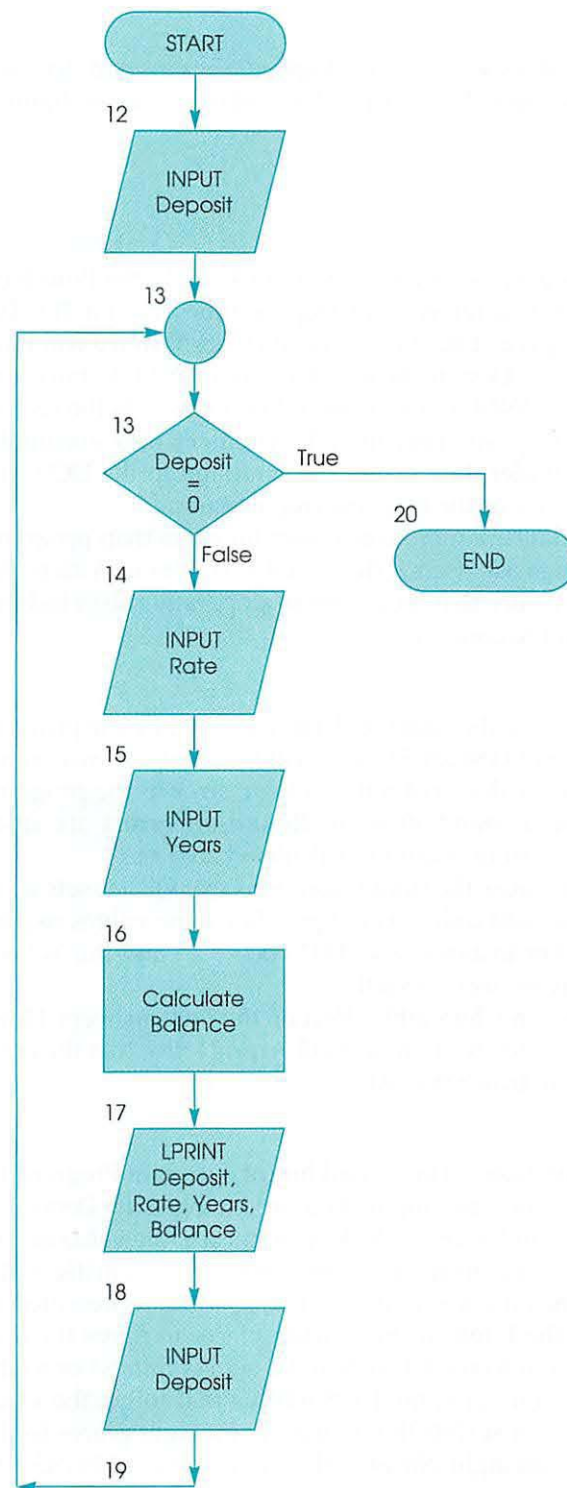 START
12
INPUT
Deposit
13
13
Deposit
=
0
True
20
END
False
14
INPUT
Rate
15
INPUT
Years
16
Calculate
Balance
17
LPRINT
Deposit,
Rate, Years,
Balance
18
INPUT
Deposit
19